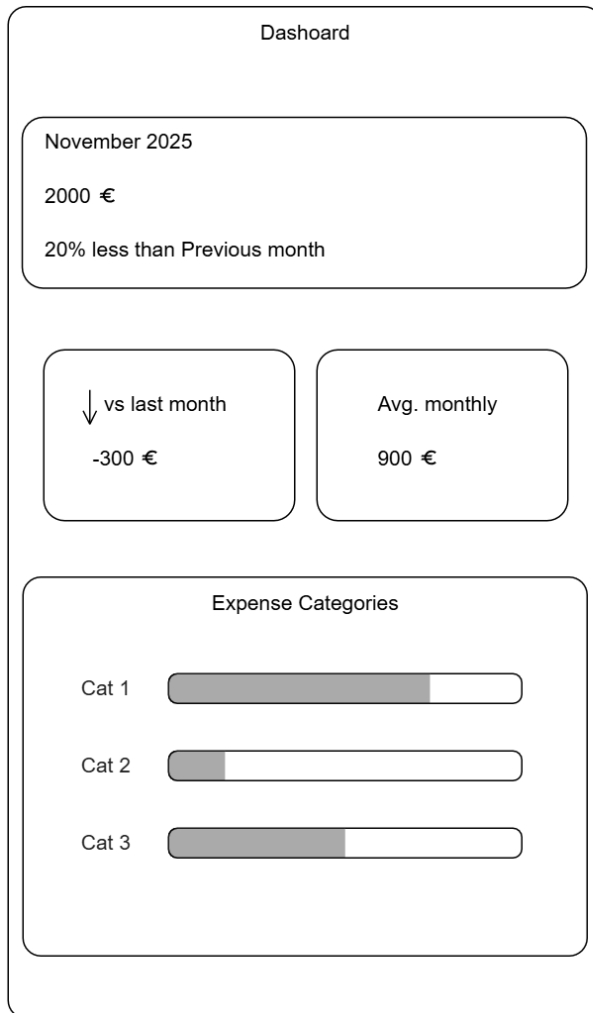 Dashoard
November 2025
2000 €
20% less than Previous month
vs last month
-300 €
Avg. monthly
900 €
Expense Categories
Cat 1
Cat 2
Cat 3